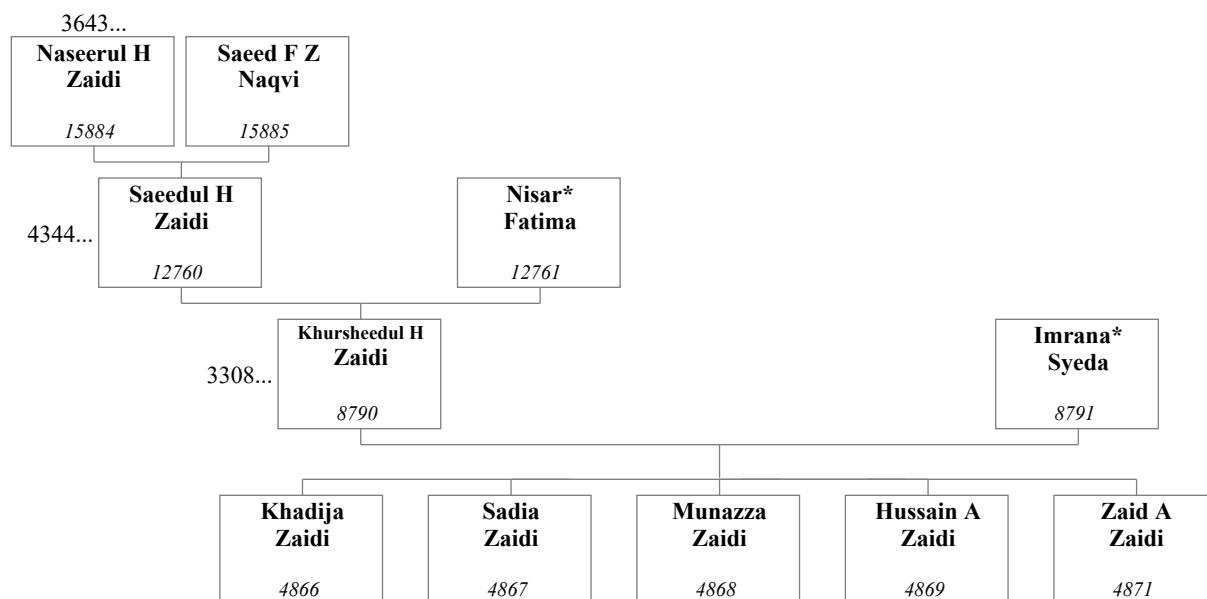 3643...
Naseerul H
Zaidi
15884
Saeed F Z
Naqvi
15885
4344...
Saeedul H
Zaidi
12760
Nisar*
Fatima
12761
3308...
Khursheedul H
Zaidi
8790
Imrana*
Syeda
8791
Khadija
Zaidi
4866
Sadia
Zaidi
4867
Munazza
Zaidi
4868
Hussain A
Zaidi
4869
Zaid A
Zaidi
4871